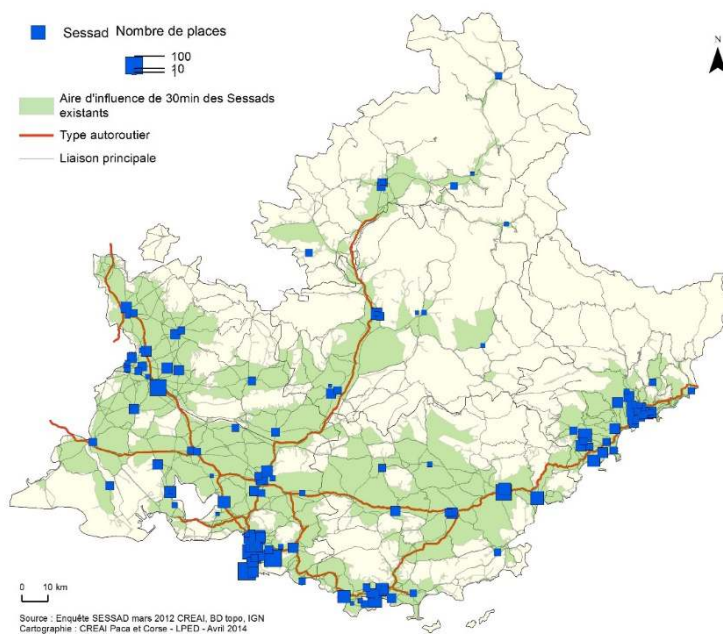 Sessad Nombre de places
100
10
1
Aire d'influence de 30min des Sessads
existants
Type autoroutier
Liaison principale
N
0 10 km
Source : Enquête SESSAD mars 2012 CREAI, BD topo, IGN
Cartographie : CREAI Paca et Corse - LPED - Avril 2014